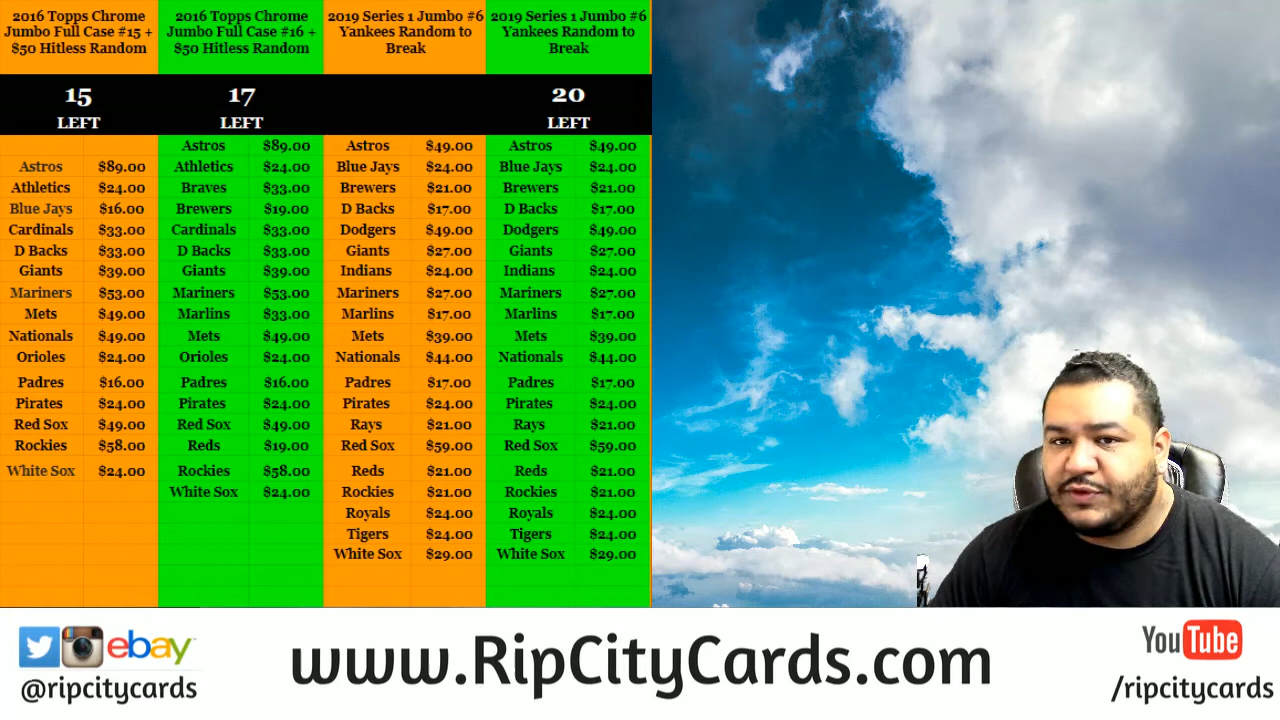 2016 Topps Chrome
Jumbo Full Case #15 +
$50 Hitless Random
15
LEFT
Astros $89.00
Athletics $24.00
Blue Jays $16.00
Cardinals $33.00
D Backs $33.00
Giants $39.00
Mariners $53.00
Mets $49.00
Nationals $49.00
Orioles $24.00
Padres $16.00
Pirates $24.00
Red Sox $49.00
Rockies $58.00
White Sox $24.00
2016 Topps Chrome
Jumbo Full Case #16 +
$50 Hitless Random
17
LEFT
Astros $89.00
Athletics $24.00
Braves $33.00
Brewers $19.00
Cardinals $33.00
D Backs $33.00
Giants $39.00
Mariners $53.00
Marlins $33.00
Mets $49.00
Orioles $24.00
Padres $16.00
Pirates $24.00
Red Sox $49.00
Reds $19.00
Rockies $58.00
White Sox $24.00
2019 Series 1 Jumbo #6
Yankees Random to
Break
Astros $49.00
Blue Jays $24.00
Brewers $21.00
D Backs $17.00
Dodgers $49.00
Giants $27.00
Indians $24.00
Mariners $27.00
Marlins $17.00
Mets $39.00
Nationals $44.00
Padres $17.00
Pirates $24.00
Rays $21.00
Red Sox $59.00
Reds $21.00
Rockies $21.00
Royals $24.00
Tigers $24.00
White Sox $29.00
2019 Series 1 Jumbo #6
Yankees Random to
Break
20
LEFT
Astros $49.00
Blue Jays $24.00
Brewers $21.00
D Backs $17.00
Dodgers $49.00
Giants $27.00
Indians $24.00
Mariners $27.00
Marlins $17.00
Mets $39.00
Nationals $44.00
Padres $17.00
Pirates $24.00
Rays $21.00
Red Sox $59.00
Reds $21.00
Rockies $21.00
Royals $24.00
Tigers $24.00
White Sox $29.00
ebay
@ripcitycards
www.RipCityCards.com
YouTube
/ripcitycards